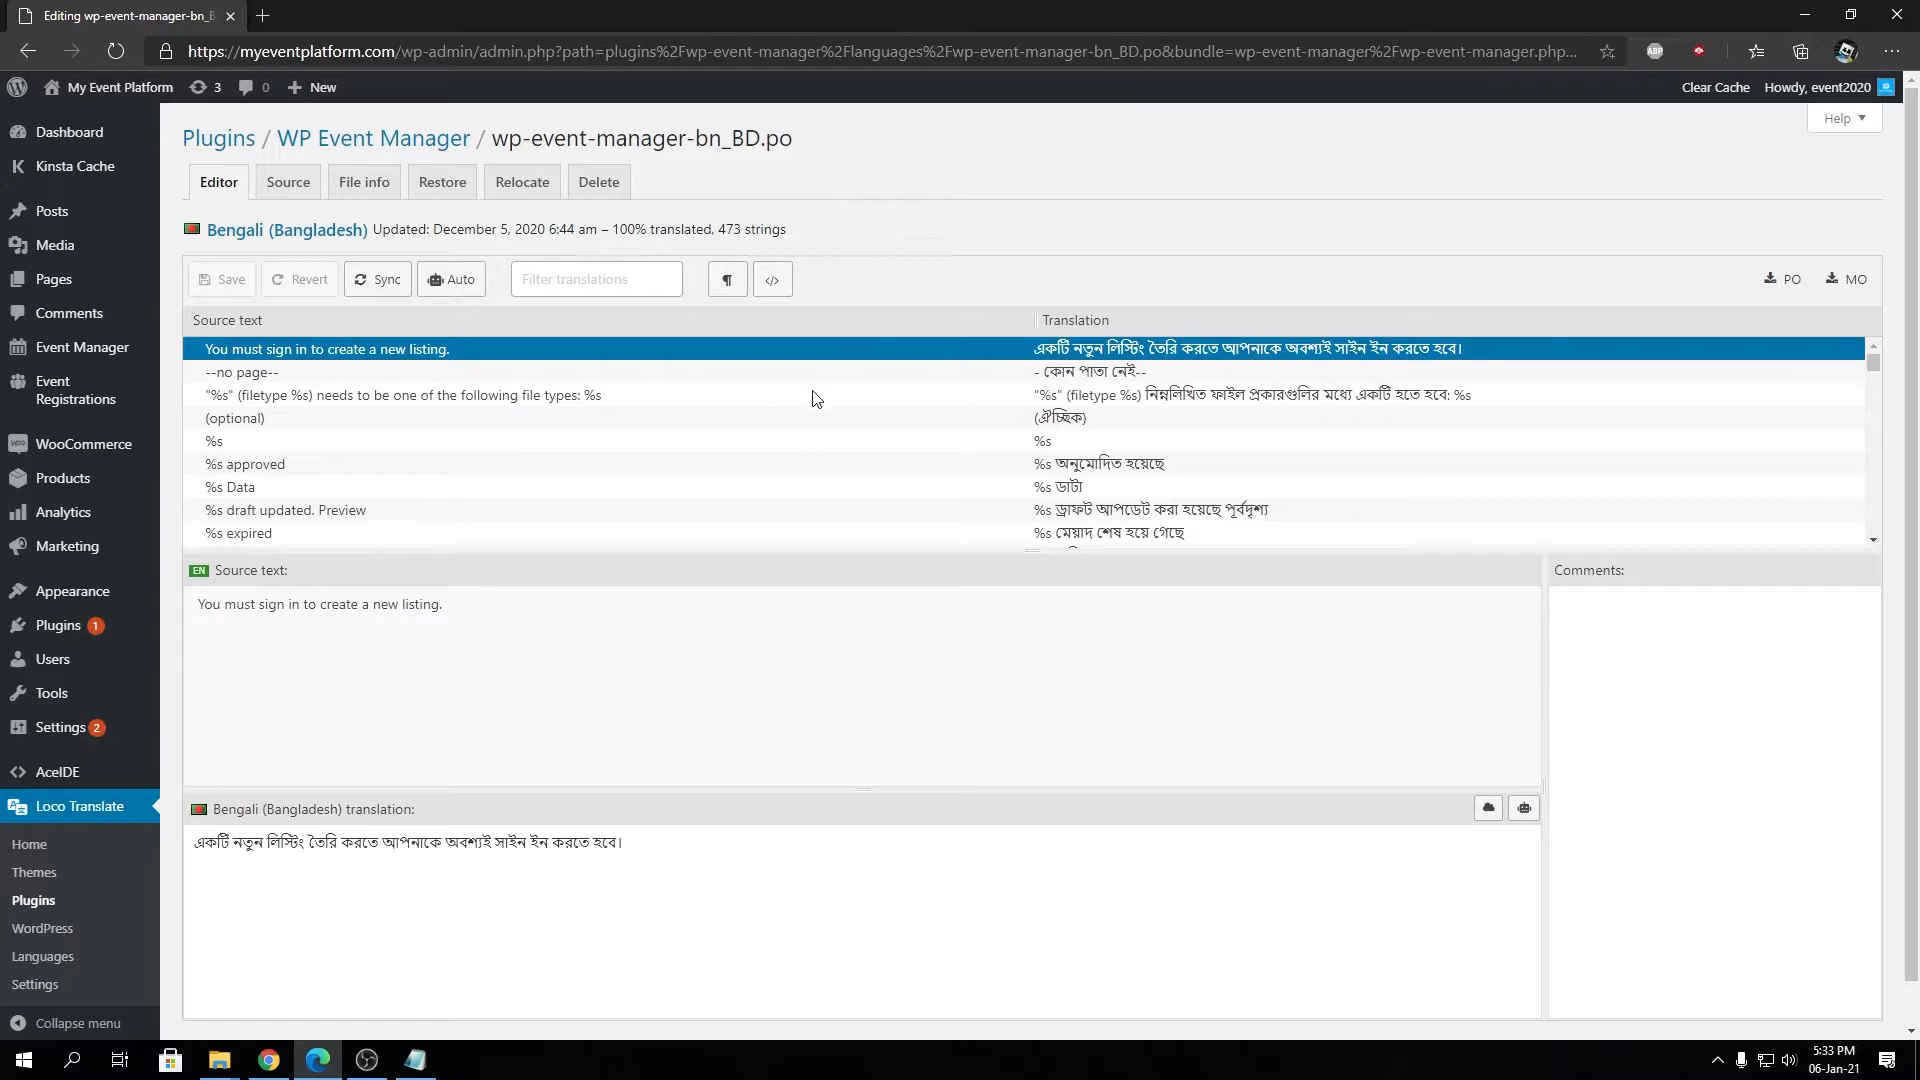 Editing wp-event-manager-bn_B
https://myeventplatform.com/wp-admin/admin.php?path=plugins%2Fwp-event-manager%2Flanguages%2Fwp-event-manager-bn_BD.po&bundle=wp-event-manager%2Fwp-event-manager.php...
ABP
My Event Platform
3
0
New
Clear Cache
Howdy, event2020
Help
Dashboard
Kinsta Cache
Posts
Media
Pages
Comments
Event Manager
Event
Registrations
WooCommerce
Products
Analytics
Marketing
Appearance
Plugins 1
Users
Tools
Settings 2
AceIDE
Loco Translate
Home
Themes
Plugins
WordPress
Languages
Settings
Collapse menu
Plugins / WP Event Manager / wp-event-manager-bn_BD.po
Editor
Source
File info
Restore
Relocate
Delete
Bengali (Bangladesh) Updated: December 5, 2020 6:44 am – 100% translated, 473 strings
Save
Revert
Sync
Auto
Filter translations
¶
</>
PO
MO
Source text
Translation
You must sign in to create a new listing.
একটি নতুন লিস্টিং তৈরি করতে আপনাকে অবশ্যই সাইন ইন করতে হবে।
--no page--
- কোন পাতা নেই--
"%s" (filetype %s) needs to be one of the following file types: %s
"%s" (filetype %s) নিম্নলিখিত ফাইল প্রকারগুলির মধ্যে একটি হতে হবে: %s
(optional)
(ঐচ্ছিক)
%s
%s
%s approved
%s অনুমোদিত হয়েছে
%s Data
%s ডাটা
%s draft updated. Preview
%s ড্রাফট আপডেট করা হয়েছে পূর্বদৃশ্য
%s expired
%s মেয়াদ শেষ হয়ে গেছে
EN Source text:
You must sign in to create a new listing.
Comments:
Bengali (Bangladesh) translation:
একটি নতুন লিস্টিং তৈরি করতে আপনাকে অবশ্যই সাইন ইন করতে হবে।
5:33 PM
06-Jan-21